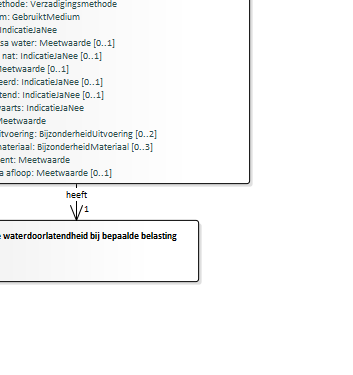 ethode: Verzadigingsmethode
m: GebruiktMedium
IndicatieJaNee
sa water: Meetwaarde [0..1]
nat: IndicatieJaNee [0..1]
Meetwaarde [0..1]
eerd: IndicatieJaNee [0..1]
tend: IndicatieJaNee [0..1]
vaarts: IndicatieJaNee
Meetwaarde
itvoering: BijzonderheidUitvoering [0..2]
materiaal: BijzonderheidMateriaal [0..3]
ent: Meetwaarde
a afloop: Meetwaarde [0..1]
heeft
1
waterdoorlatendheid bij bepaalde belasting